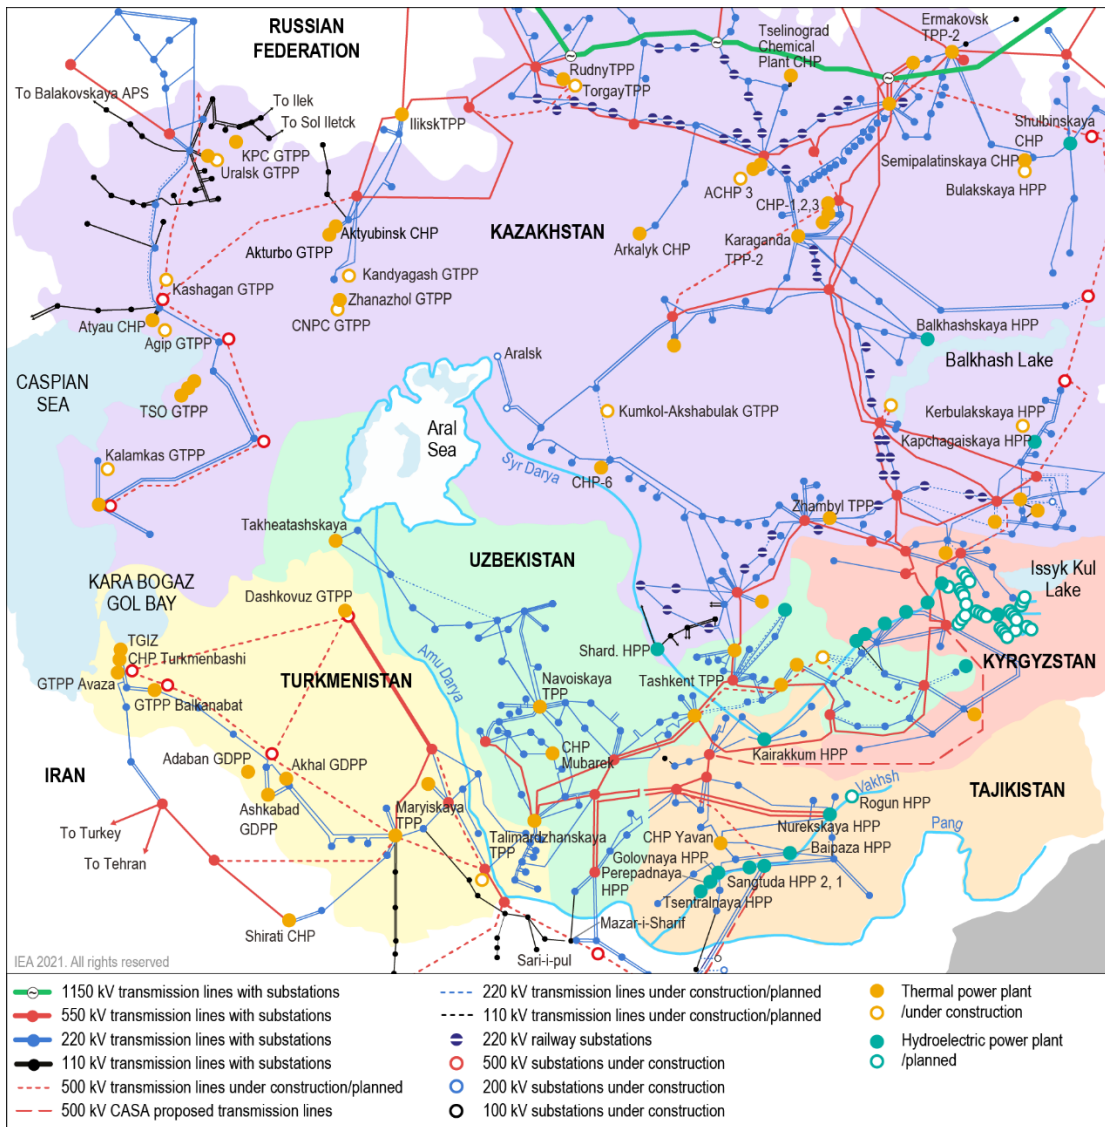 RUSSIAN
FEDERATION
Tselinograd
Chemical
Plant CHP
Ermakovsk
TPP-2
To Balakovskaya APS
To Ilek
To Sol Iletck
KPC GTPP
Uralsk GTPP
IlikskTPP
RudnyTPP
TorgayTPP
Shulbinskaya
CHP
Semipalatinskaya CHP
Bulakskaya HPP
ACHP 3
CHP-1,2,3
KAZAKHSTAN
Aktyubinsk CHP
Akturbo GTPP
Arkalyk CHP
Karaganda
TPP-2
Kandyagash GTPP
Kashagan GTPP
Zhanazhol GTPP
CNPC GTPP
Atyau CHP
Agip GTPP
Balkhashskaya HPP
Balkhash Lake
Aralsk
CASPIAN
SEA
TSO GTPP
Kumkol-Akshabulak GTPP
Kerbulakskaya HPP
Kapchagaiskaya HPP
Aral
Sea
Syr Darya
Kalamkas GTPP
CHP-6
Zhambyl TPP
Takheatashskaya
UZBEKISTAN
KARA BOGAZ
GOL BAY
Dashkovuz GTPP
Issyk Kul
Lake
TGIZ
CHP Turkmenbashi
GTPP Avaza
GTPP Balkanabat
TURKMENISTAN
Amu Darya
Shard. HPP
Navoiskaya
TPP
Tashkent TPP
KYRGYZSTAN
CHP
Mubarek
Kairakkum HPP
Adaban GDPP
Akhal GDPP
IRAN
Ashkabad
GDPP
Maryiskaya
TPP
Talimardzhanskaya
TPP
Vakhsh
Rogun HPP
TAJIKISTAN
Nurekskaya HPP
Pang
CHP Yavan
Baipaza HPP
To Turkey
To Tehran
Golovnaya HPP
Perepadnaya
HPP
Sangtuda HPP 2, 1
Tsentralnaya HPP
Mazar-i-Sharif
Shirati CHP
Sari-i-pul
IEA 2021. All rights reserved
1150 kV transmission lines with substations
550 kV transmission lines with substations
220 kV transmission lines with substations
110 kV transmission lines with substations
500 kV transmission lines under construction/planned
500 kV CASA proposed transmission lines
220 kV transmission lines under construction/planned
110 kV transmission lines under construction/planned
220 kV railway substations
500 kV substations under construction
200 kV substations under construction
100 kV substations under construction
Thermal power plant
/under construction
Hydroelectric power plant
/planned